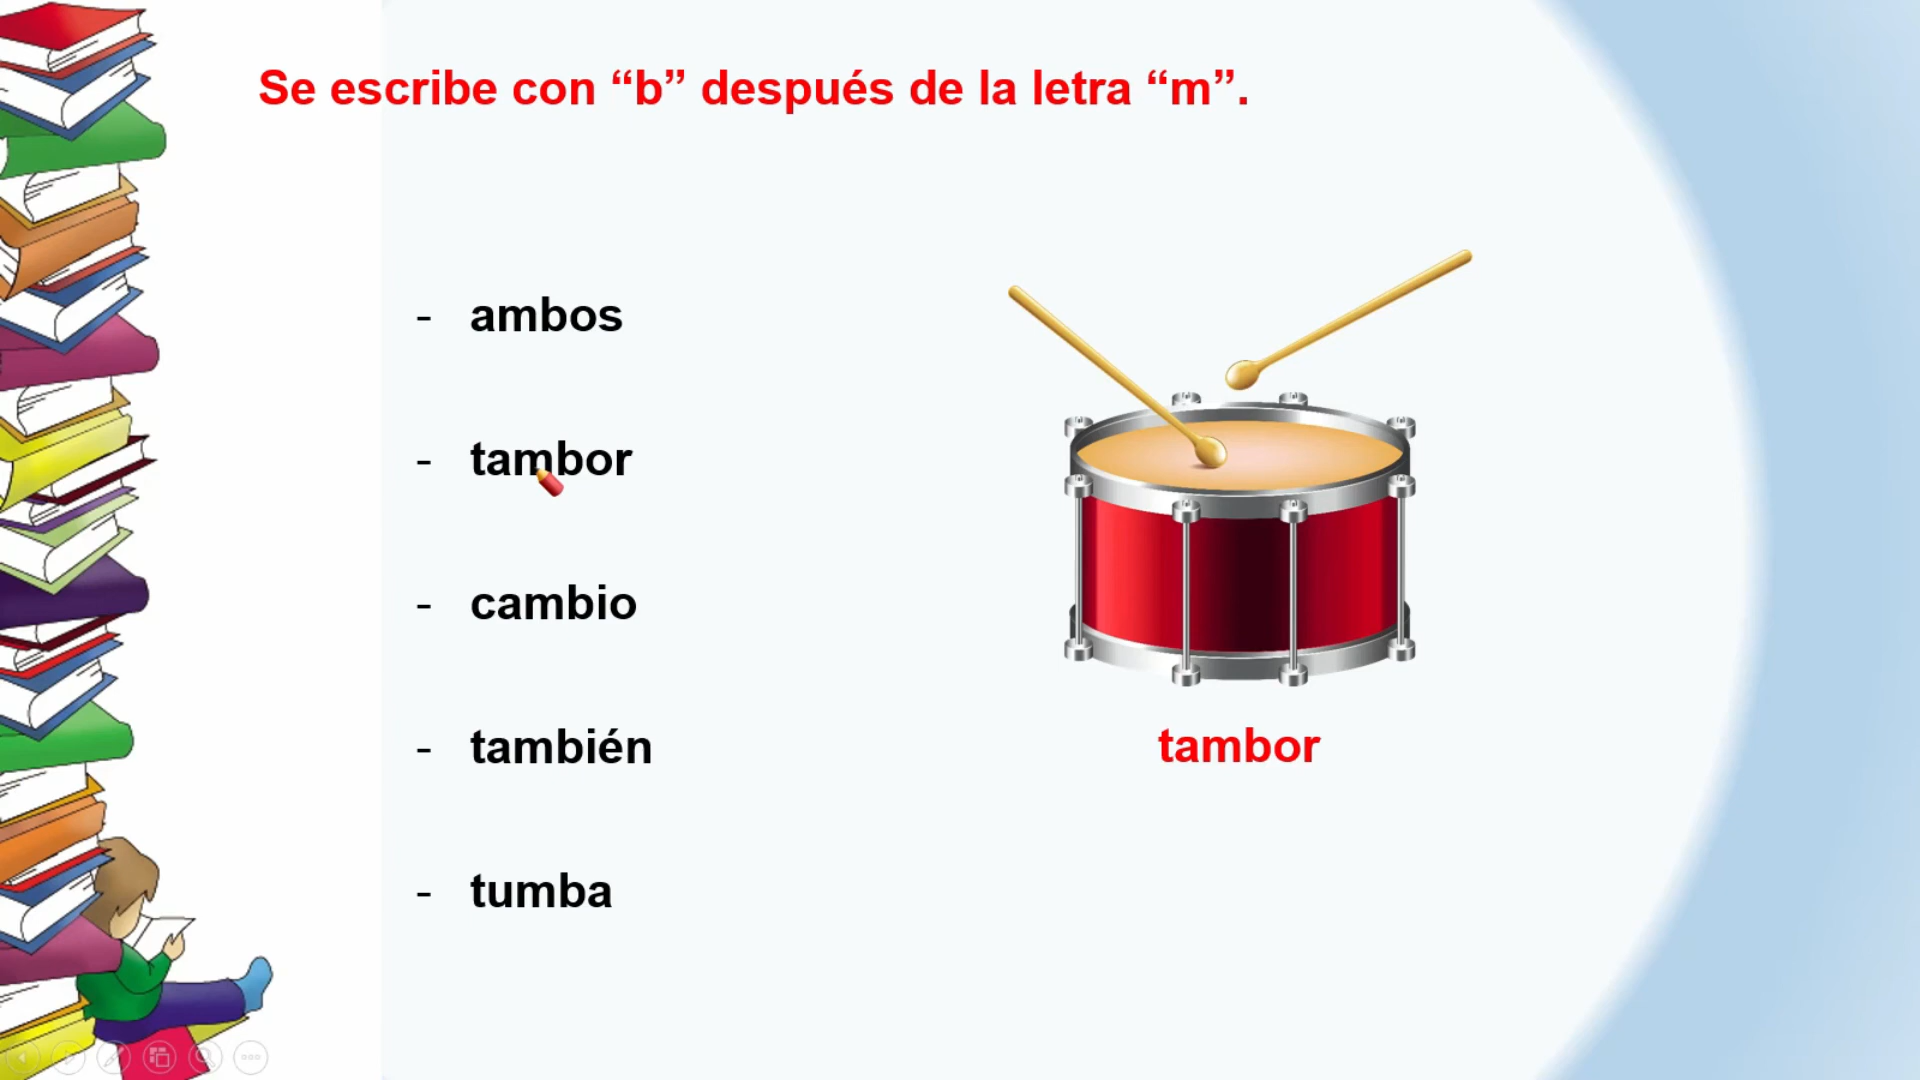 Se escribe con “b” después de la letra “m”.
- ambos
- tambor
- cambio
- también
- tumba
tambor